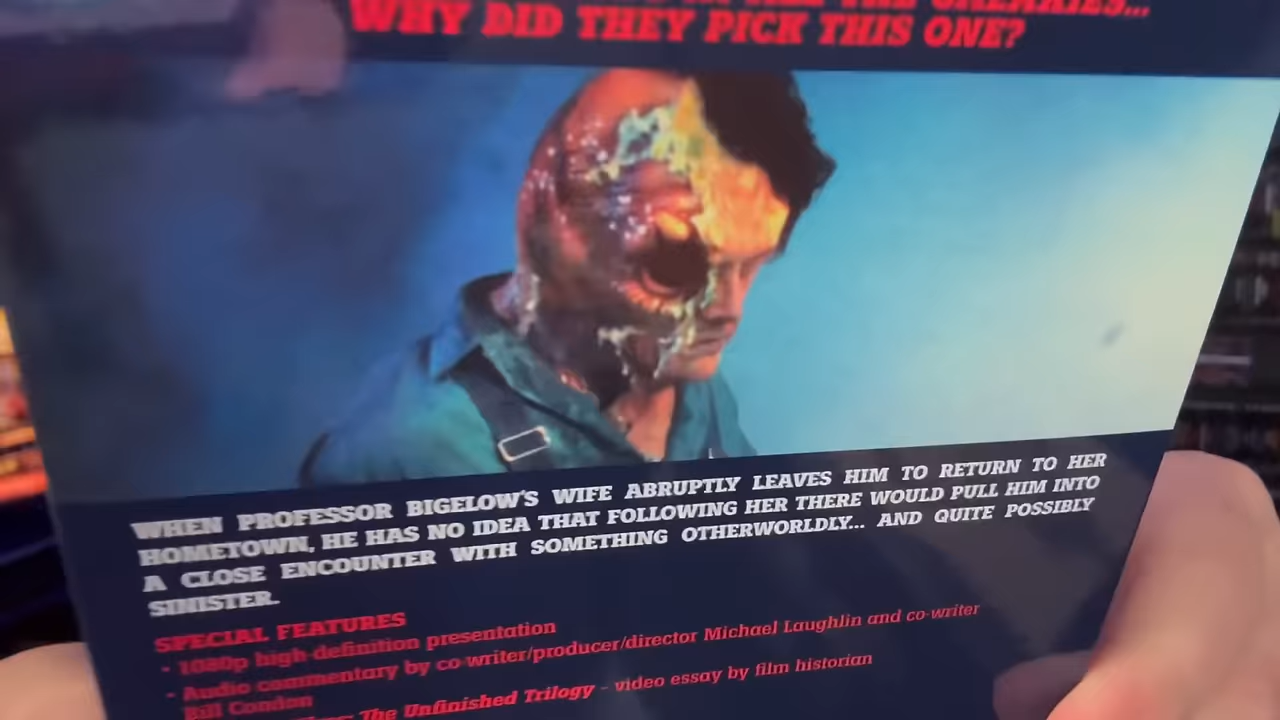 ALL THE GALAXIES...
WHY DID THEY PICK THIS ONE?
WHEN PROFESSOR BIGELOW'S WIFE ABRUPTLY LEAVES HIM TO RETURN TO HER
HOMETOWN, HE HAS NO IDEA THAT FOLLOWING HER THERE WOULD PULL HIM INTO
A CLOSE ENCOUNTER WITH SOMETHING OTHERWORLDLY... AND QUITE POSSIBLY
SINISTER.
SPECIAL FEATURES
· 1080p high-definition presentation
· Audio commentary by co-writer/producer/director Michael Laughlin and co-writer
Bill Condon
The Unfinished Trilogy – video essay by film historian